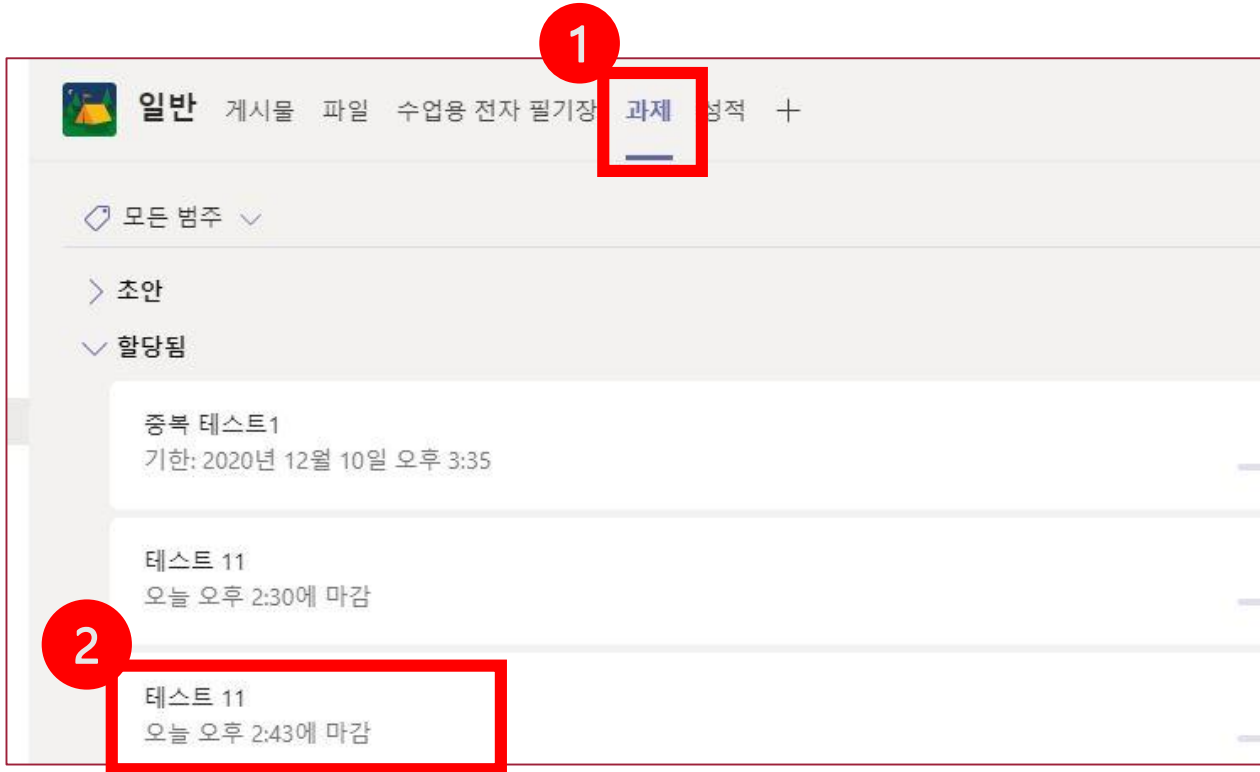 1
일반 게시물 파일 수업용 전자 필기장 과제 성적
모든 범주
초안
할당됨
중복 테스트1
기한: 2020년 12월 10일 오후 3:35
테스트 11
오늘 오후 2:30에 마감
2
테스트 11
오늘 오후 2:43에 마감